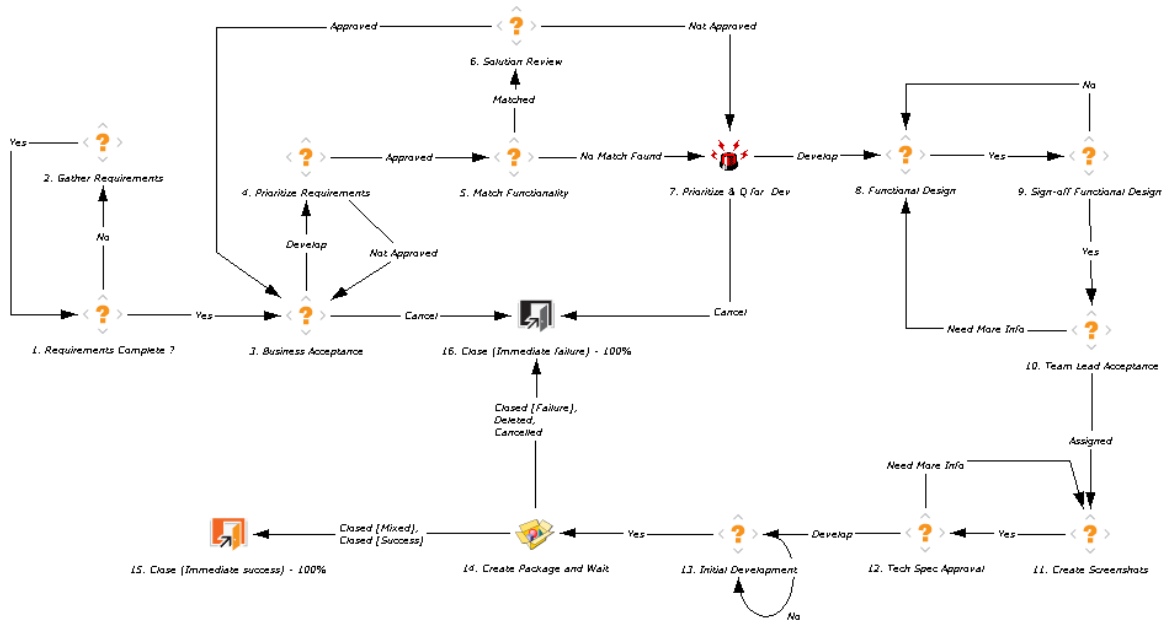 Approved
Not Approved
6. Solution Review
No
Yes
Matched
Approved
No Match Found
Develop
Yes
2. Gather Requirements
4. Prioritize Requirements
5. Match Functionality
7. Prioritize & Q for Dev
8. Functional Design
9. Sign-off Functional Design
No
Develop
Not Approved
Yes
Yes
Cancel
Cancel
Need More Info
1. Requirements Complete ?
3. Business Acceptance
16. Close (Immediate failure) - 100%
10. Team Lead Acceptance
Closed [Failure],
Deleted,
Cancelled
Assigned
Need More Info
Closed [Mixed],
Closed [Success]
Yes
Develop
Yes
15. Close (Immediate success) - 100%
14. Create Package and Wait
13. Initial Development
12. Tech Spec Approval
11. Create Screenshots
No